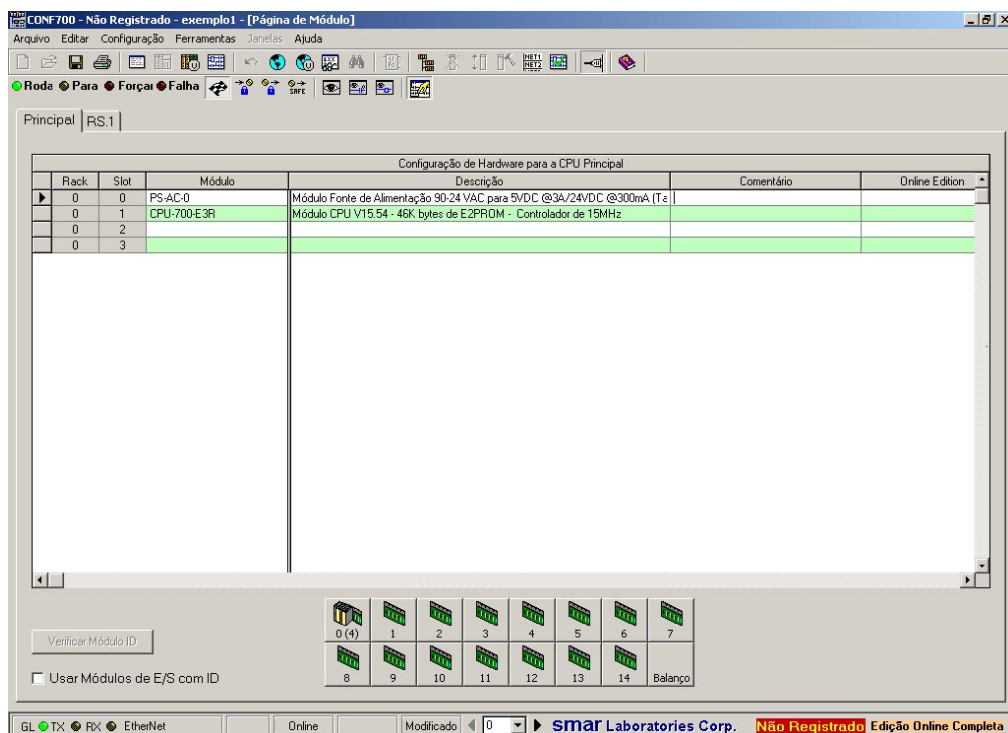 CONF700 - Não Registrado - exemplo1 - [Página de Módulo]
Arquivo Editar Configuração Ferramentas Janelas Ajuda
NET1
NET2
Roda Para Forçar Falha SAFE
Principal RS.1
Configuração de Hardware para a CPU Principal
Rack Slot Módulo Descrição Comentário Online Edition
0 0 PS-AC-0 Módulo Fonte de Alimentação 90-24 VAC para 5VDC @3A/24VDC @300mA (Ta
0 1 CPU-700-E3R Módulo CPU V15.54 - 46K bytes de E2PROM - Controlador de 15MHz
0 2
0 3
0 (4) 1 2 3 4 5 6 7
Verificar Módulo ID
8 9 10 11 12 13 14 Balanço
Usar Módulos de E/S com ID
GL TX RX EtherNet Online Modificado 0 smar Laboratories Corp. Não Registrado Edição Online Completa